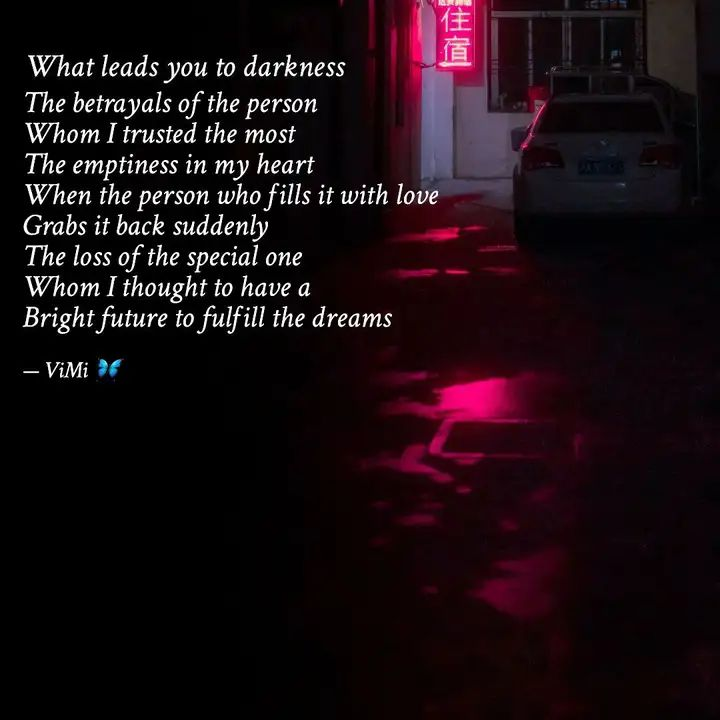 住
宿
What leads you to darkness
The betrayals of the person
Whom I trusted the most
The emptiness in my heart
When the person who fills it with love
Grabs it back suddenly
The loss of the special one
Whom I thought to have a
Bright future to fulfill the dreams
— ViMi 🦋